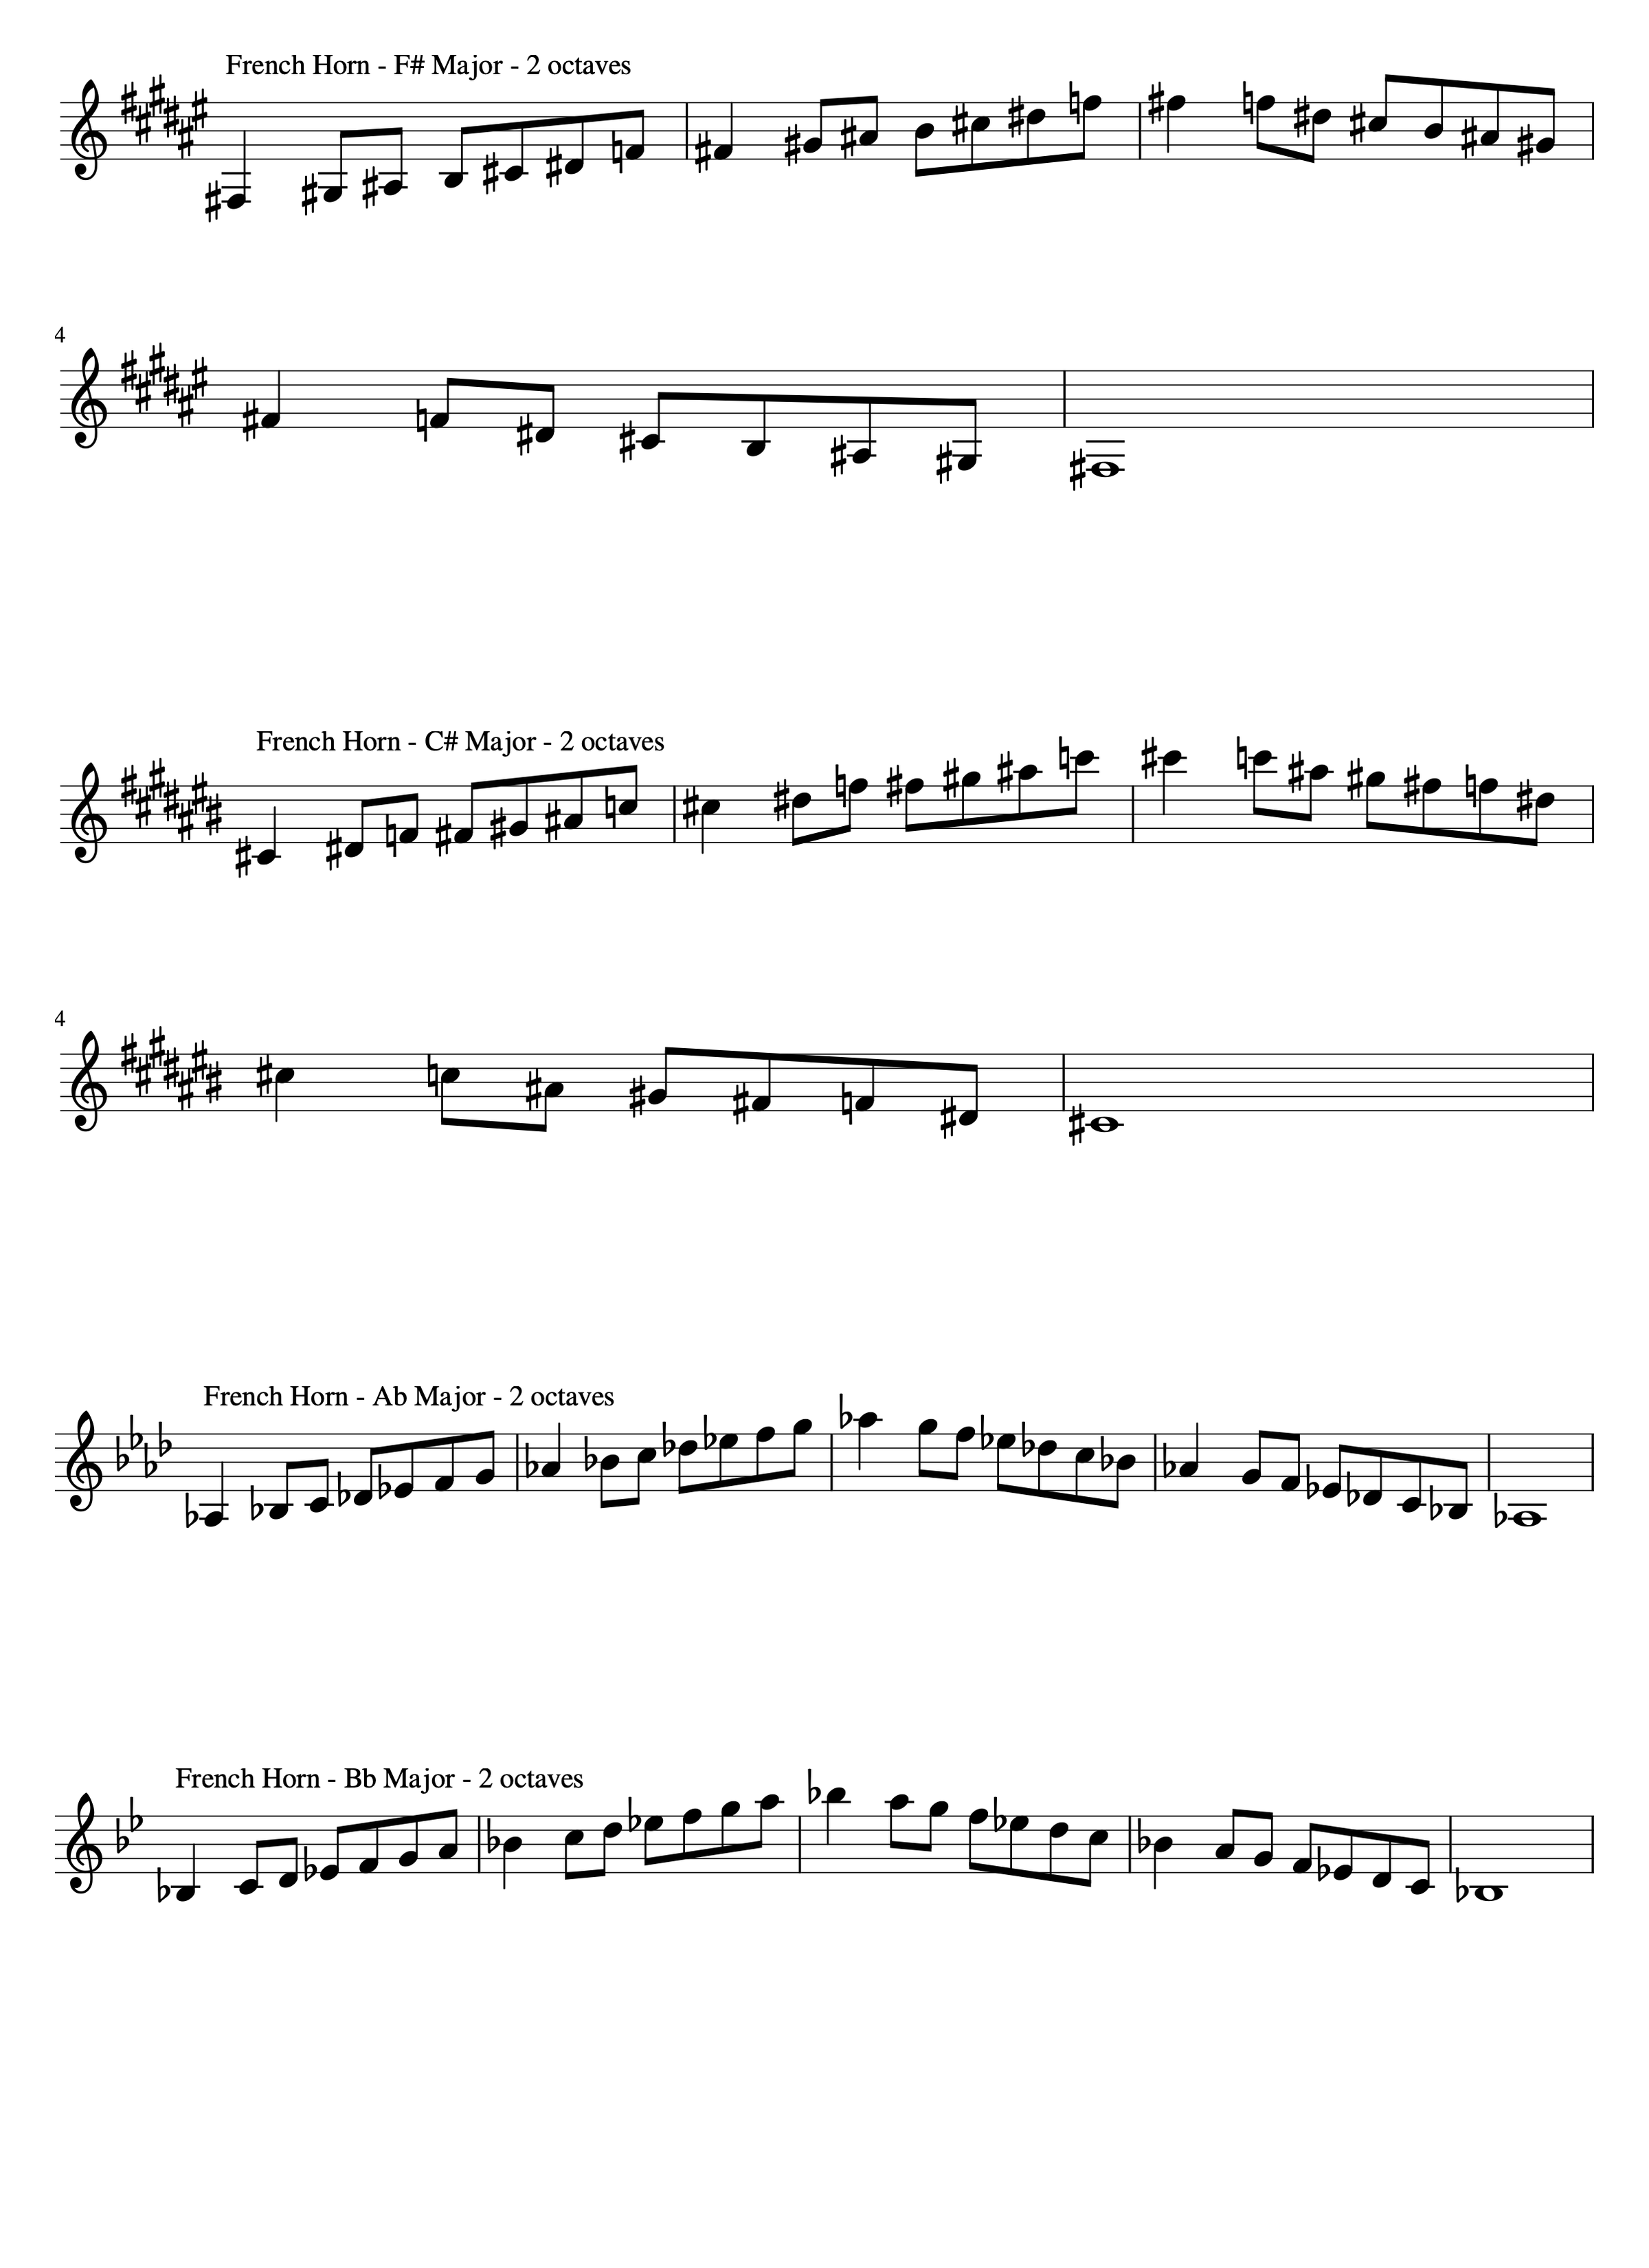 French Horn - F# Major - 2 octaves
4
French Horn - C# Major - 2 octaves
4
French Horn - Ab Major - 2 octaves
French Horn - Bb Major - 2 octaves